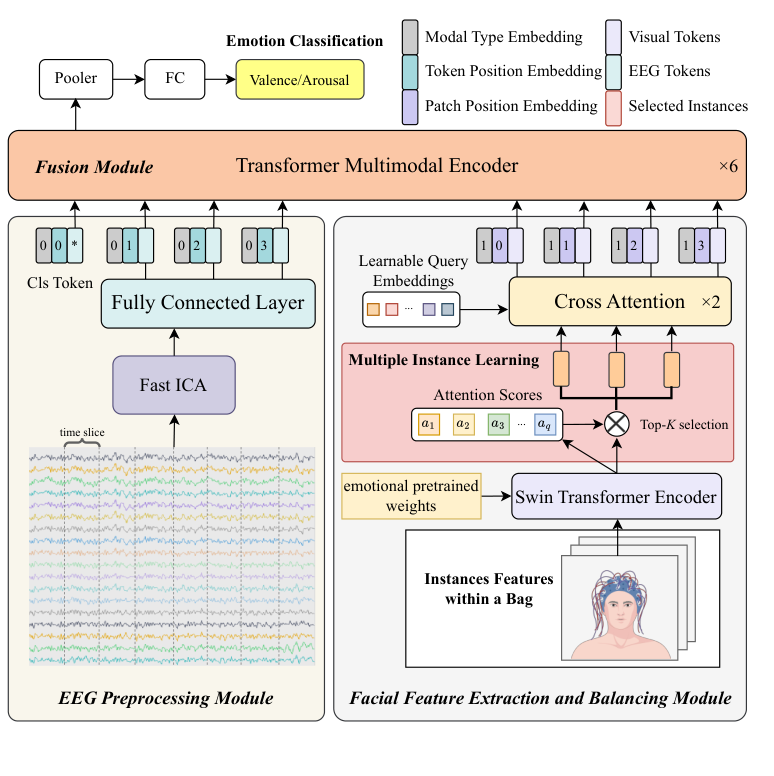 Emotion Classification
Pooler
FC
Valence/Arousal
Modal Type Embedding
Token Position Embedding
Patch Position Embedding
Visual Tokens
EEG Tokens
Selected Instances
Fusion Module
Transformer Multimodal Encoder
×6
0 0 *
0 1
0 2
0 3
Cls Token
Fully Connected Layer
Fast ICA
time slice
EEG Preprocessing Module
1 0
1 1
1 2
1 3
Learnable Query
Embeddings
...
Cross Attention ×2
Multiple Instance Learning
Attention Scores
a1 a2 a3 ... aq
Top-K selection
emotional pretrained
weights
Swin Transformer Encoder
Instances Features
within a Bag
Facial Feature Extraction and Balancing Module